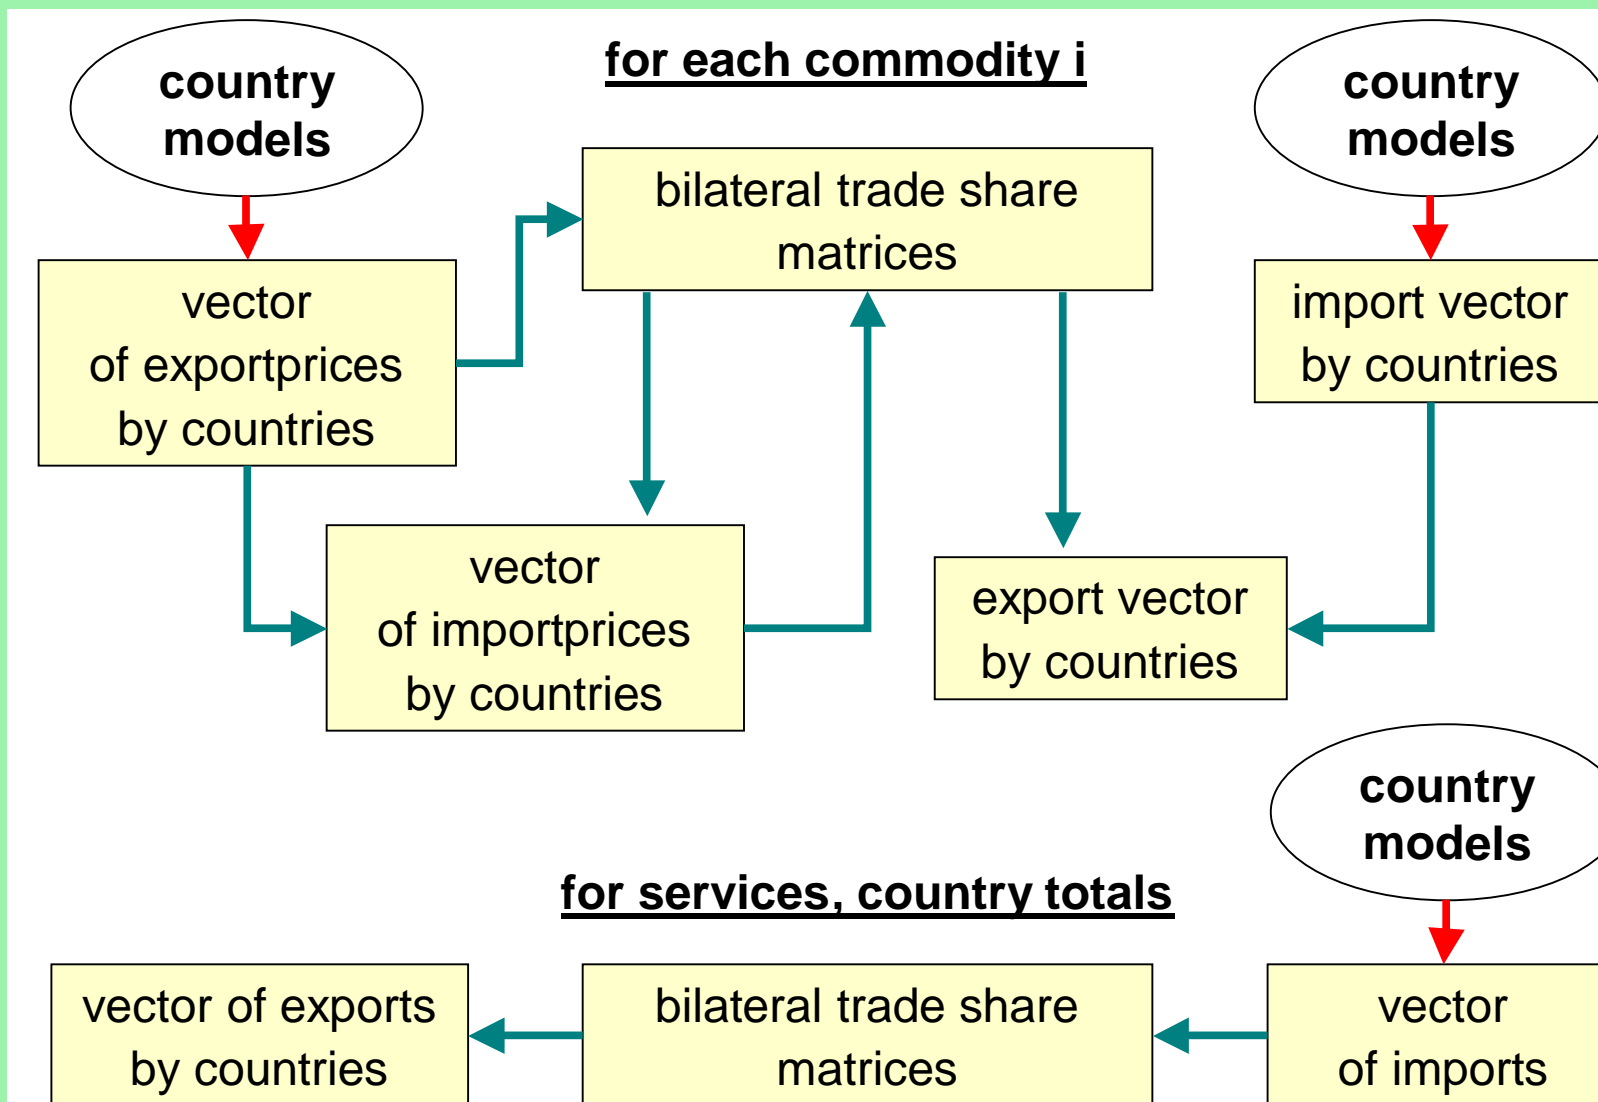 for each commodity i
country
models
country
models
bilateral trade share
matrices
vector
of exportprices
by countries
import vector
by countries
vector
of importprices
by countries
export vector
by countries
country
models
for services, country totals
vector of exports
by countries
bilateral trade share
matrices
vector
of imports